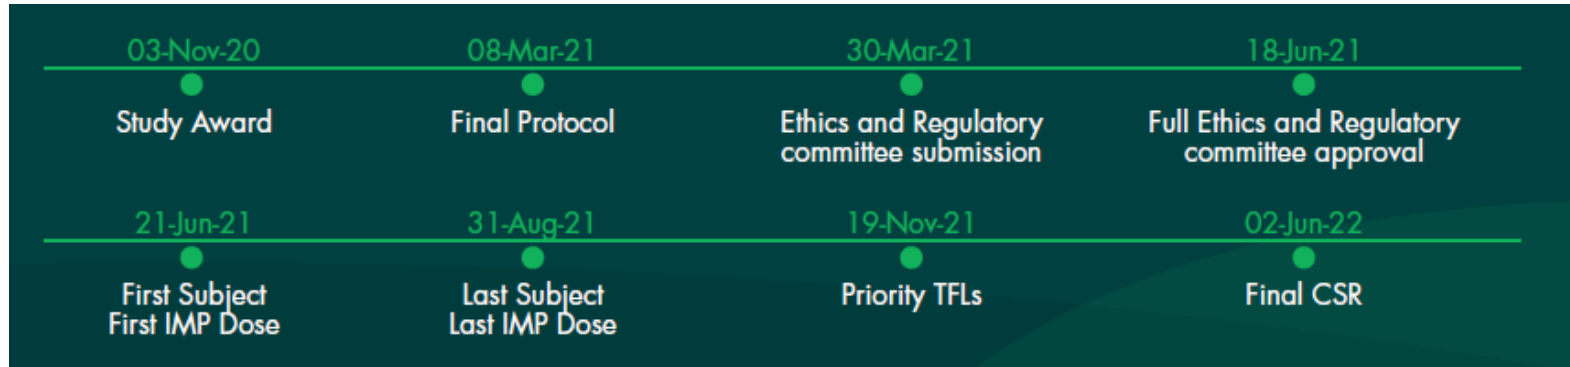 03-Nov-20
08-Mar-21
30-Mar-21
18-Jun-21
Study Award
Final Protocol
Ethics and Regulatory
committee submission
Full Ethics and Regulatory
committee approval
21-Jun-21
31-Aug-21
19-Nov-21
02-Jun-22
First Subject
First IMP Dose
Last Subject
Last IMP Dose
Priority TFLs
Final CSR